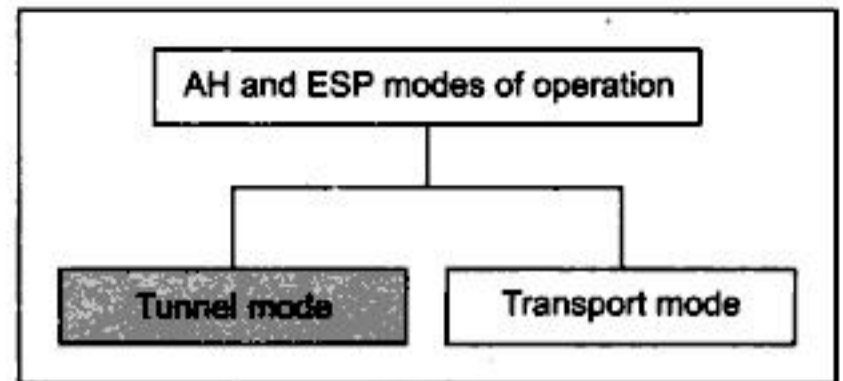 AH and ESP modes of operation
Tunnel mode
Transport mode